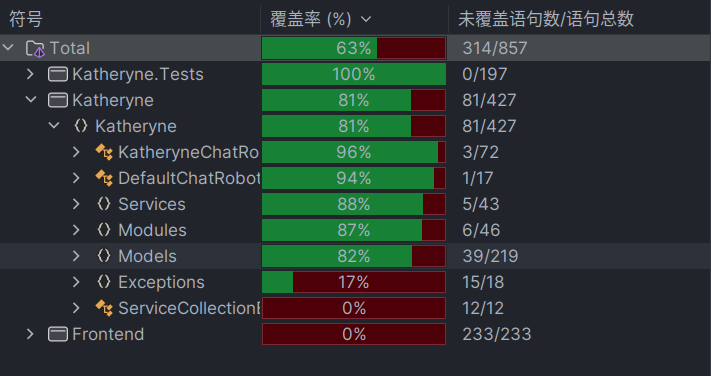 符号 覆盖率 (%) 未覆盖语句数/语句总数
Total 63% 314/857
Katheryne.Tests 100% 0/197
Katheryne 81% 81/427
Katheryne 81% 81/427
KatheryneChatRo 96% 3/72
DefaultChatRobot 94% 1/17
Services 88% 5/43
Modules 87% 6/46
Models 82% 39/219
Exceptions 17% 15/18
ServiceCollectionE 0% 12/12
Frontend 0% 233/233